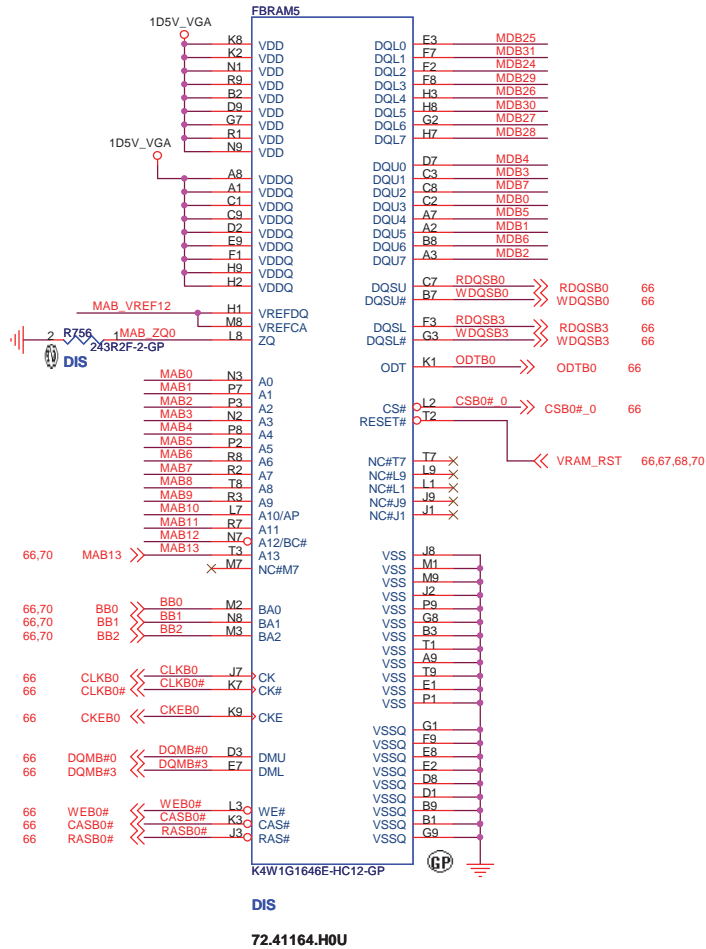 FBRAM5
1D5V_VGA
K8 VDD
K2 VDD
N1 VDD
R9 VDD
B2 VDD
D9 VDD
G7 VDD
R1 VDD
N9 VDD
1D5V_VGA
A8 VDDQ
A1 VDDQ
C1 VDDQ
C9 VDDQ
D2 VDDQ
E9 VDDQ
F1 VDDQ
H9 VDDQ
H2 VDDQ
MAB_VREF12 H1 VREFDQ
M8 VREFCA
2 R756 1 MAB_ZQ0 L8 ZQ
243R2F-2-GP
DIS
MAB0 N3 A0
MAB1 P7 A1
MAB2 P3 A2
MAB3 N2 A3
MAB4 P8 A4
MAB5 P2 A5
MAB6 R8 A6
MAB7 R2 A7
MAB8 T8 A8
MAB9 R3 A9
MAB10 L7 A10/AP
MAB11 R7 A11
MAB12 N7 A12/BC#
66,70 MAB13 MAB13 T3 A13
M7 NC#M7
66,70 BB0 BB0 M2 BA0
66,70 BB1 BB1 N8 BA1
66,70 BB2 BB2 M3 BA2
66 CLKB0 CLKB0 J7 CK
66 CLKB0# CLKB0# K7 CK#
66 CKEB0 CKEB0 K9 CKE
66 DQMB#0 DQMB#0 D3 DMU
66 DQMB#3 DQMB#3 E7 DML
66 WEB0# WEB0# L3 WE#
66 CASB0# CASB0# K3 CAS#
66 RASB0# RASB0# J3 RAS#
DQL0 E3 MDB25
DQL1 F7 MDB31
DQL2 F2 MDB24
DQL3 F8 MDB29
DQL4 H3 MDB26
DQL5 H8 MDB30
DQL6 G2 MDB27
DQL7 H7 MDB28
DQU0 D7 MDB4
DQU1 C3 MDB3
DQU2 C8 MDB7
DQU3 C2 MDB0
DQU4 A7 MDB5
DQU5 A2 MDB1
DQU6 B8 MDB6
DQU7 A3 MDB2
DQSU C7 RDQSB0 RDQSB0 66
DQSU# B7 WDQSB0 WDQSB0 66
DQSL F3 RDQSB3 RDQSB3 66
DQSL# G3 WDQSB3 WDQSB3 66
ODT K1 ODTB0 ODTB0 66
CS# L2 CSB0#_0 CSB0#_0 66
RESET# T2 VRAM_RST 66,67,68,70
NC#T7 T7
NC#L9 L9
NC#L1 L1
NC#J9 J9
NC#J1 J1
VSS J8
VSS M1
VSS M9
VSS J2
VSS P9
VSS G8
VSS B3
VSS T1
VSS A9
VSS T9
VSS E1
VSS P1
VSSQ G1
VSSQ F9
VSSQ E8
VSSQ E2
VSSQ D8
VSSQ D1
VSSQ B9
VSSQ B1
VSSQ G9
GP
K4W1G1646E-HC12-GP
DIS
72.41164.H0U